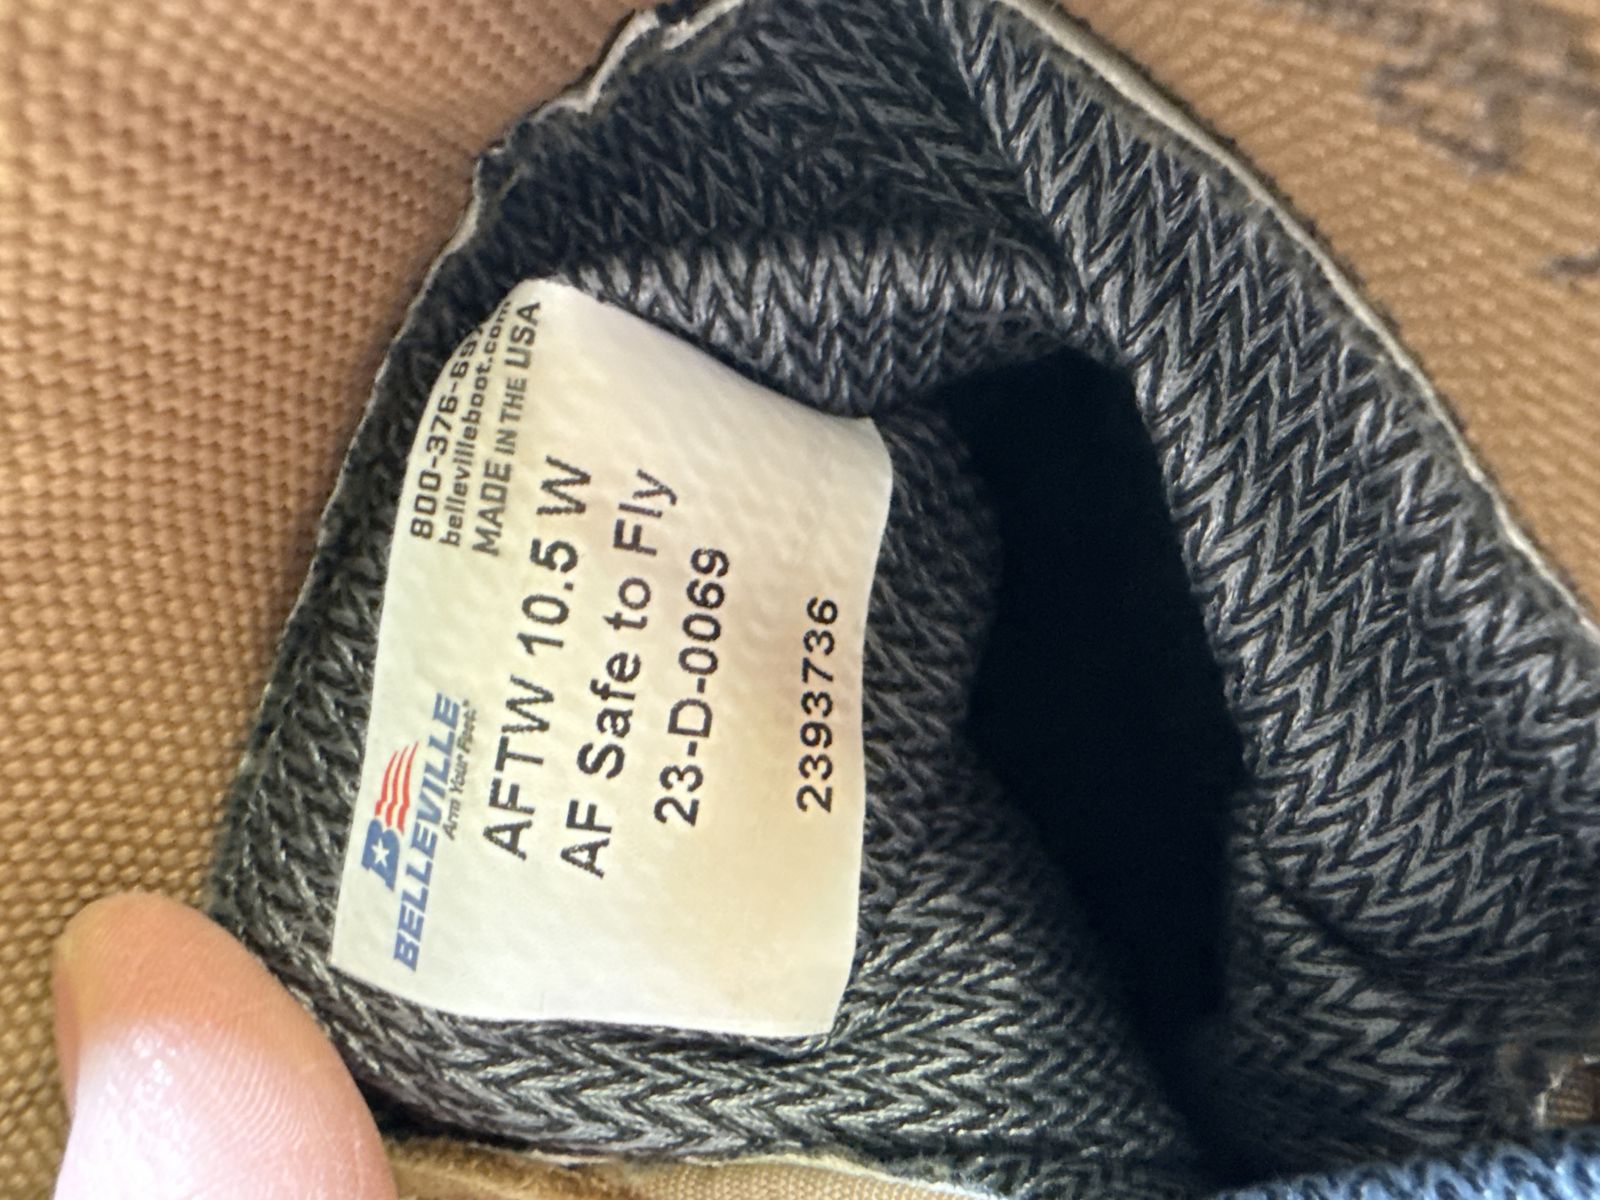 BELLEVILLE
Arm Your Feet.
800-376-69
bellevilleboot.com
MADE IN THE USA
AFTW 10.5 W
AF Safe to Fly
23-D-0069
2393736